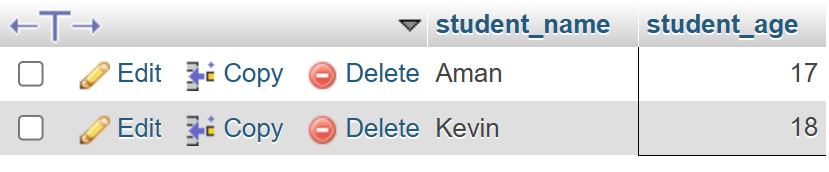 student_name student_age
Edit Copy Delete Aman 17
Edit Copy Delete Kevin 18